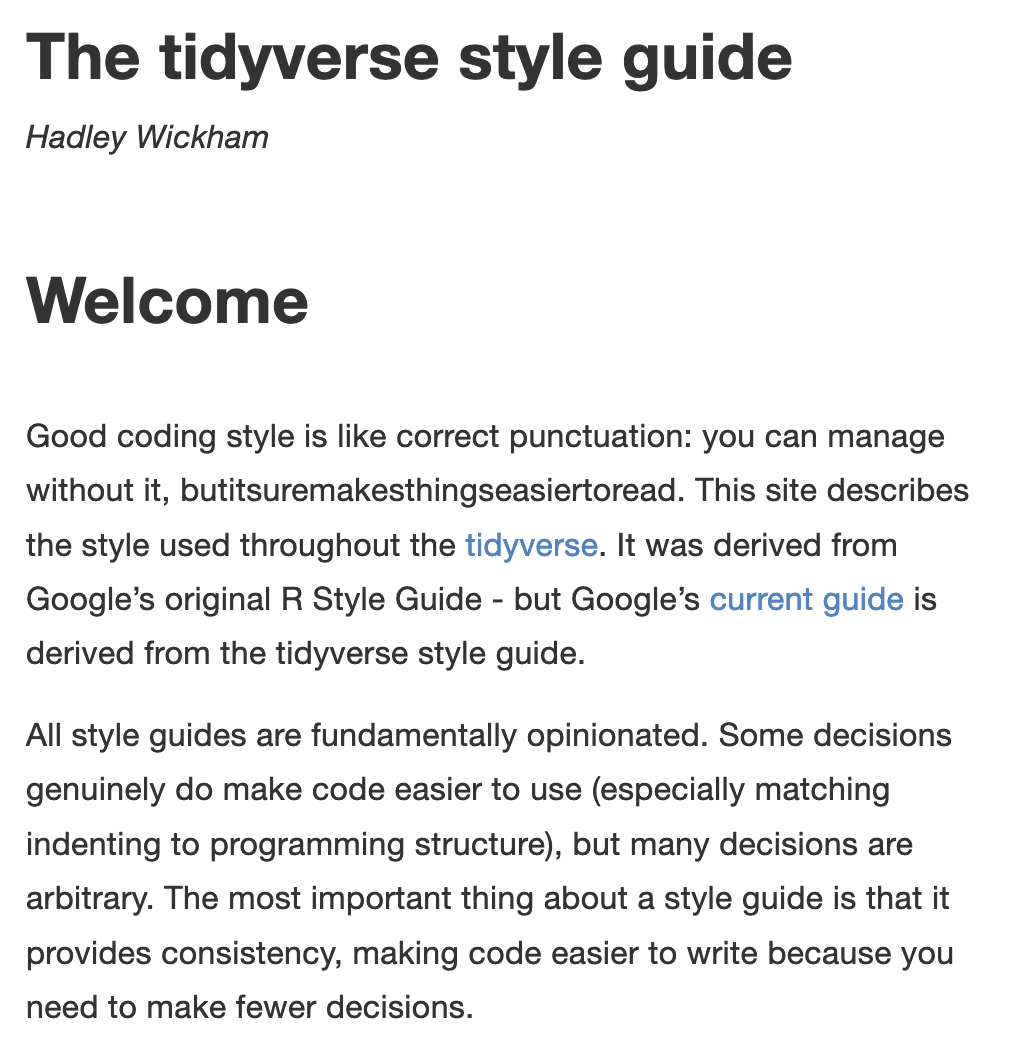 The tidyverse style guide
Hadley Wickham
Welcome
Good coding style is like correct punctuation: you can manage
without it, butitsuremakesthingseasiertoread. This site describes
the style used throughout the tidyverse. It was derived from
Google’s original R Style Guide - but Google’s current guide is
derived from the tidyverse style guide.
All style guides are fundamentally opinionated. Some decisions
genuinely do make code easier to use (especially matching
indenting to programming structure), but many decisions are
arbitrary. The most important thing about a style guide is that it
provides consistency, making code easier to write because you
need to make fewer decisions.